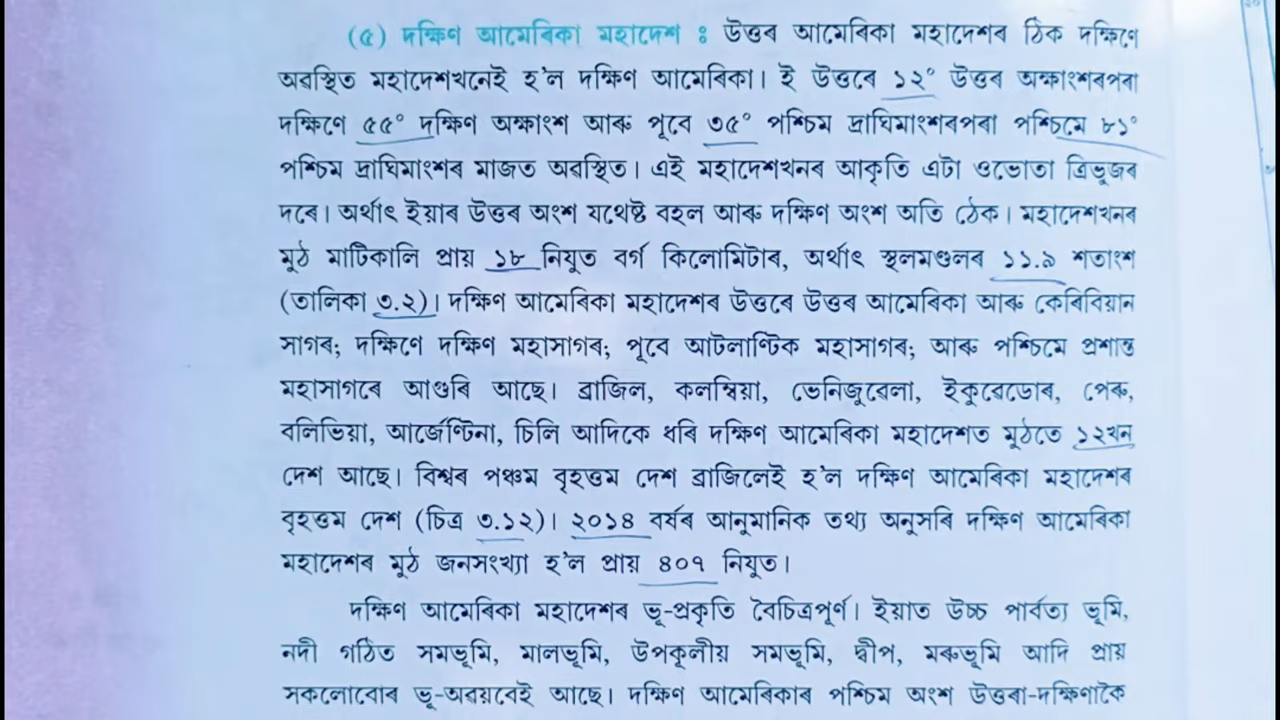 (৫) দক্ষিণ আমেৰিকা মহাদেশ : উত্তৰ আমেৰিকা মহাদেশৰ ঠিক দক্ষিণে
অৱস্থিত মহাদেশখনেই হ'ল দক্ষিণ আমেৰিকা। ই উত্তৰে ১২° উত্তৰ অক্ষাংশৰপৰা
দক্ষিণে ৫৫° দক্ষিণ অক্ষাংশ আৰু পূবে ৩৫° পশ্চিম দ্ৰাঘিমাংশৰপৰা পশ্চিমে ৮১°
পশ্চিম দ্ৰাঘিমাংশৰ মাজত অৱস্থিত। এই মহাদেশখনৰ আকৃতি এটা ওভোতা ত্ৰিভুজৰ
দৰে। অৰ্থাৎ ইয়াৰ উত্তৰ অংশ যথেষ্ট বহল আৰু দক্ষিণ অংশ অতি ঠেক। মহাদেশখনৰ
মুঠ মাটিকালি প্ৰায় ১৮ নিযুত বৰ্গ কিলোমিটাৰ, অৰ্থাৎ স্থলমণ্ডলৰ ১১.৯ শতাংশ
(তালিকা ৩.২)। দক্ষিণ আমেৰিকা মহাদেশৰ উত্তৰে উত্তৰ আমেৰিকা আৰু কেৰিবিয়ান
সাগৰ; দক্ষিণে দক্ষিণ মহাসাগৰ; পূবে আটলাণ্টিক মহাসাগৰ; আৰু পশ্চিমে প্ৰশান্ত
মহাসাগৰে আগুৰি আছে। ব্ৰাজিল, কলম্বিয়া, ভেনিজুৱেলা, ইকুৱেডোৰ, পেৰু,
বলিভিয়া, আৰ্জেণ্টিনা, চিলি আদিকে ধৰি দক্ষিণ আমেৰিকা মহাদেশত মুঠতে ১২খন
দেশ আছে। বিশ্বৰ পঞ্চম বৃহত্তম দেশ ব্ৰাজিলেই হ'ল দক্ষিণ আমেৰিকা মহাদেশৰ
বৃহত্তম দেশ (চিত্ৰ ৩.১২)। ২০১৪ বৰ্ষৰ আনুমানিক তথ্য অনুসৰি দক্ষিণ আমেৰিকা
মহাদেশৰ মুঠ জনসংখ্যা হ'ল প্ৰায় ৪০৭ নিযুত।
দক্ষিণ আমেৰিকা মহাদেশৰ ভূ-প্ৰকৃতি বৈচিত্ৰপূৰ্ণ। ইয়াত উচ্চ পাৰ্বত্য ভূমি,
নদী গঠিত সমভূমি, মালভূমি, উপকূলীয় সমভূমি, দ্বীপ, মৰুভূমি আদি প্ৰায়
সকলোবোৰ ভূ-অৱয়বেই আছে। দক্ষিণ আমেৰিকাৰ পশ্চিম অংশ উত্তৰা-দক্ষিণাকৈ